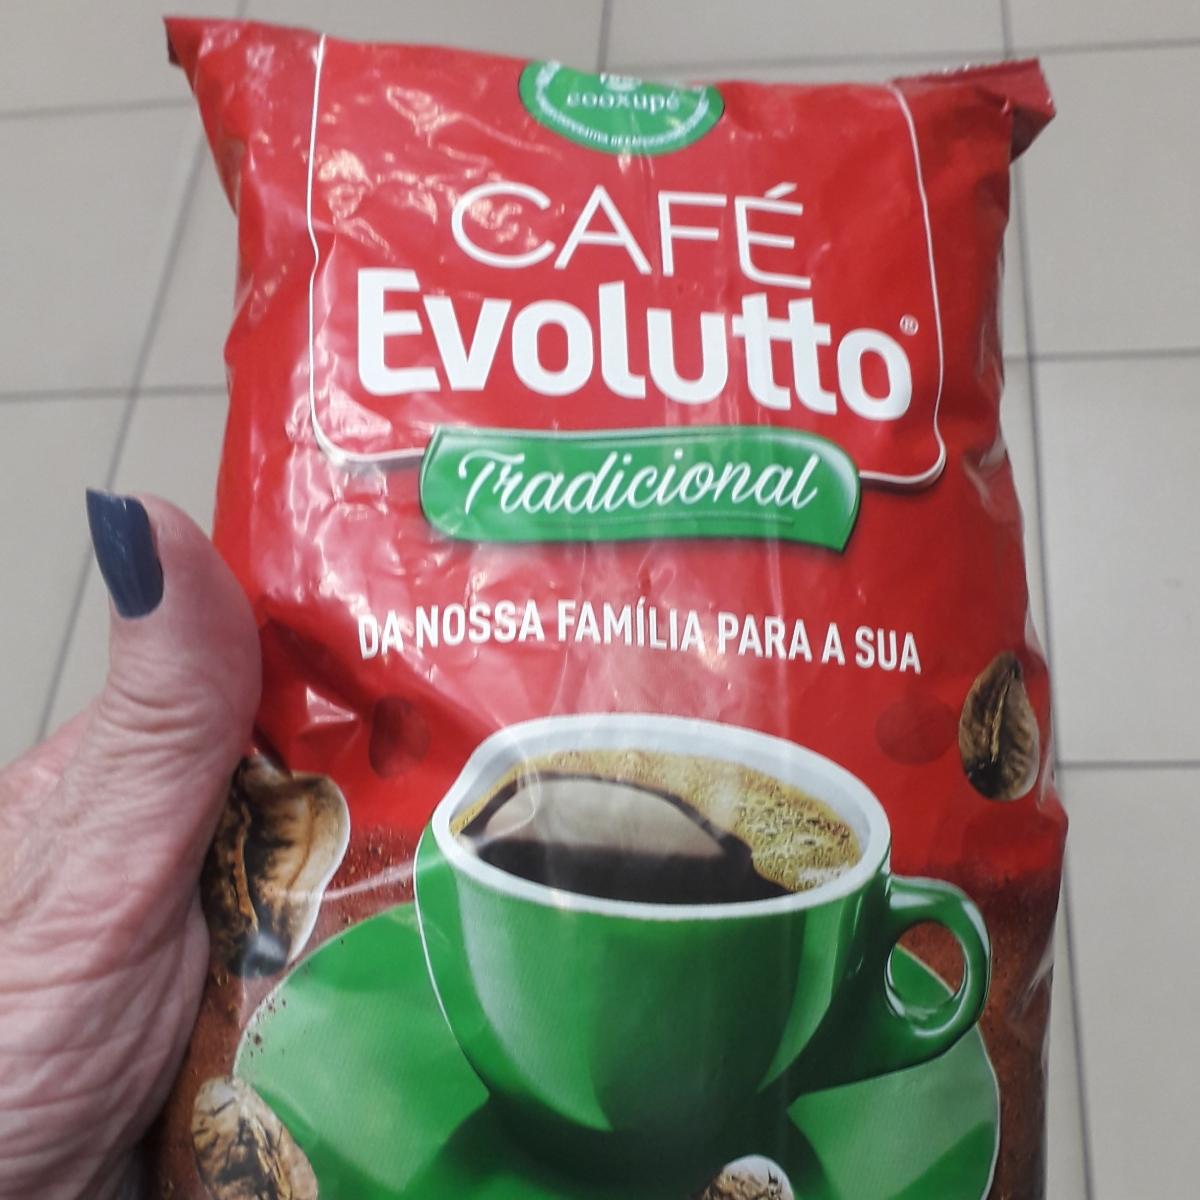 cooxupé
CAFÉ
Evolutto®
Tradicional
DA NOSSA FAMÍLIA PARA A SUA